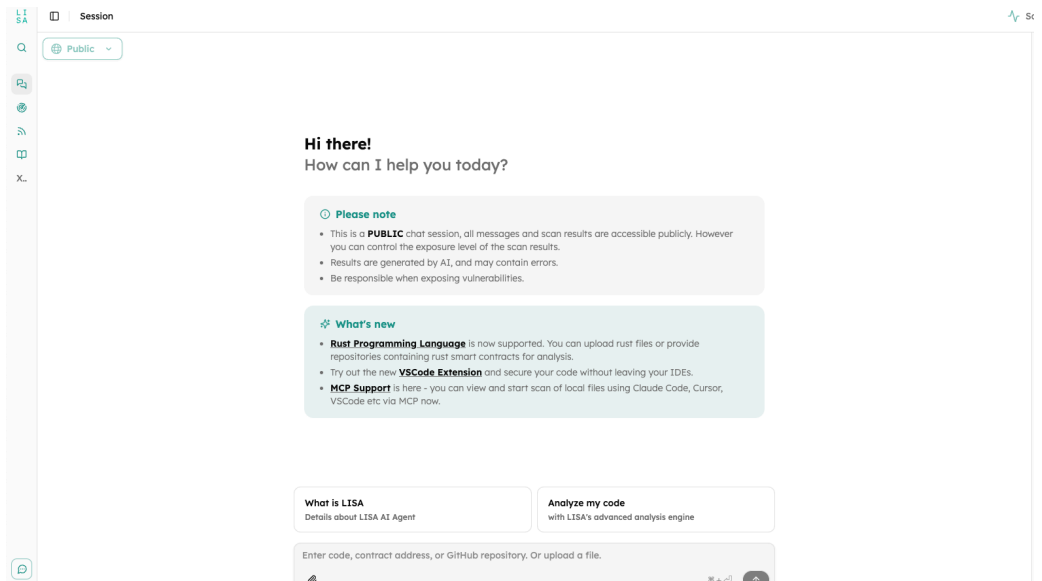 LI
SA
Session
Public
X..
Hi there!
How can I help you today?
Please note
This is a PUBLIC chat session, all messages and scan results are accessible publicly. However
you can control the exposure level of the scan results.
Results are generated by AI, and may contain errors.
Be responsible when exposing vulnerabilities.
What's new
Rust Programming Language is now supported. You can upload rust files or provide
repositories containing rust smart contracts for analysis.
Try out the new VSCode Extension and secure your code without leaving your IDEs.
MCP Support is here - you can view and start scan of local files using Claude Code, Cursor,
VSCode etc via MCP now.
What is LISA
Details about LISA AI Agent
Analyze my code
with LISA's advanced analysis engine
Enter code, contract address, or GitHub repository. Or upload a file.